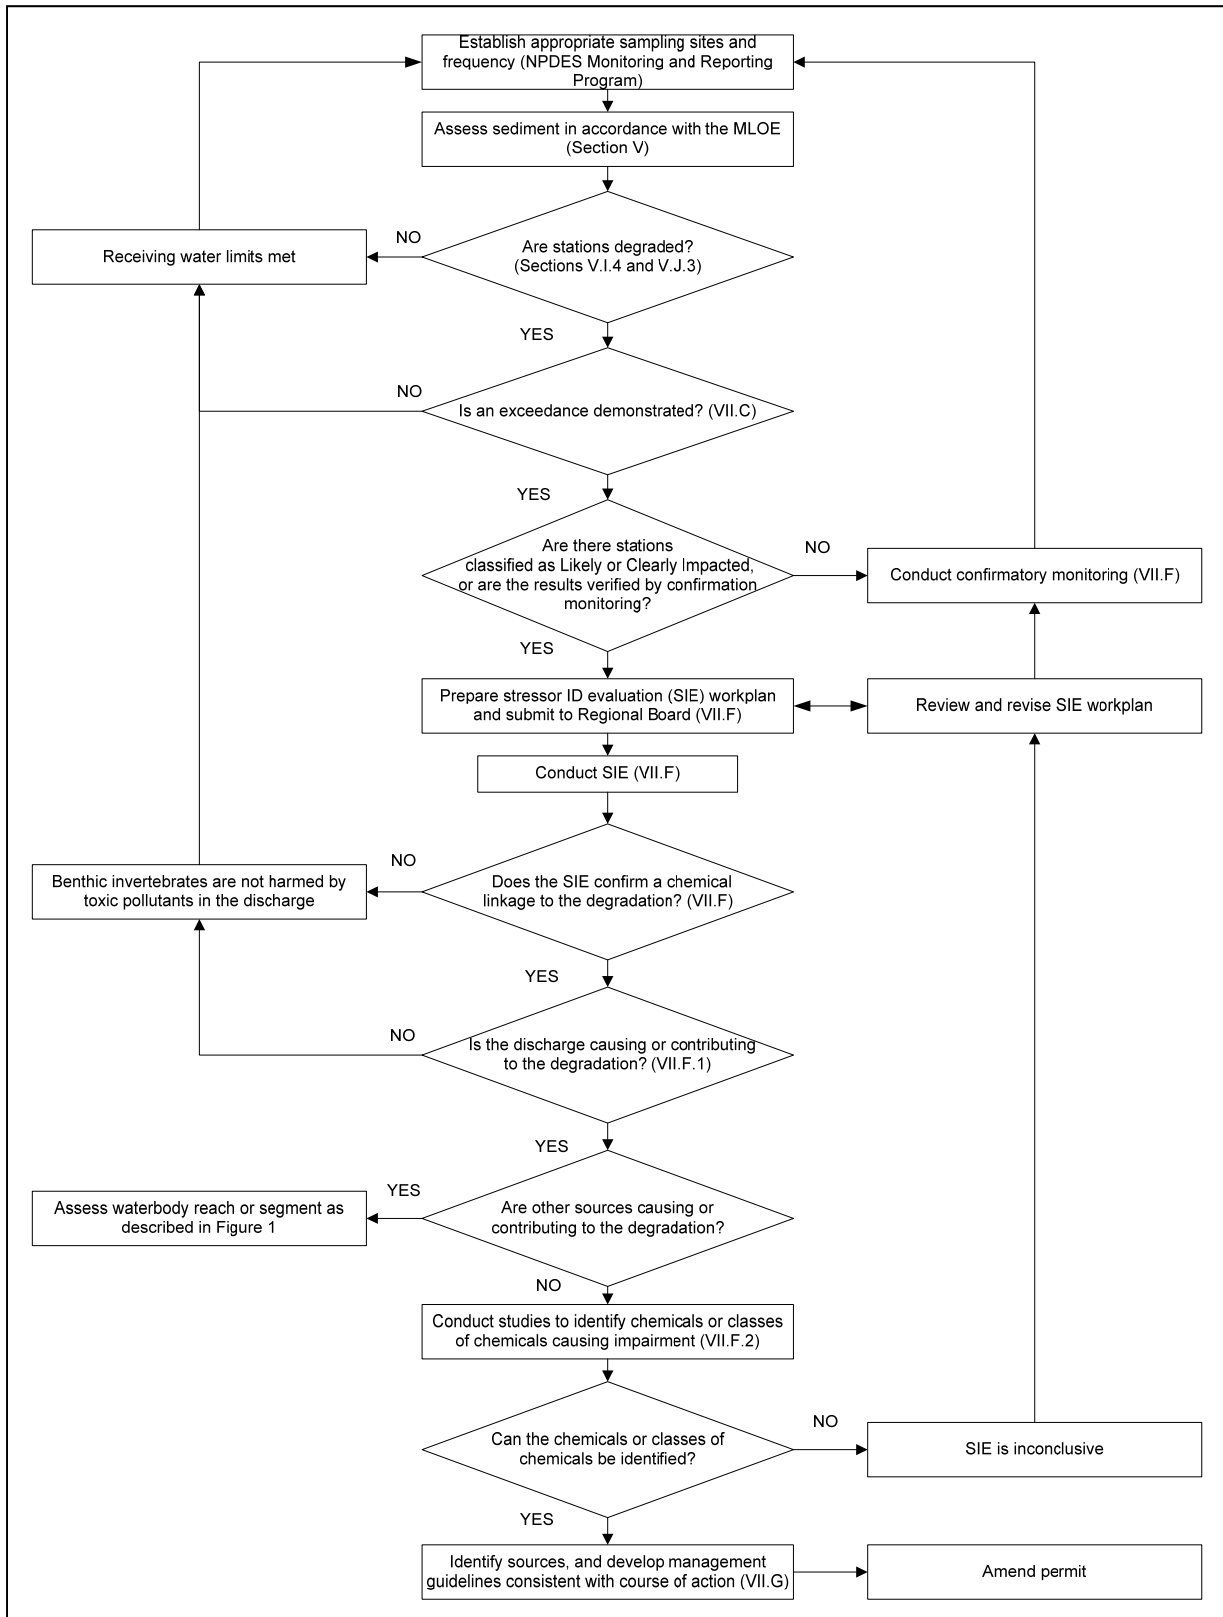 Establish appropriate sampling sites and
frequency (NPDES Monitoring and Reporting
Program)
Assess sediment in accordance with the MLOE
(Section V)
Receiving water limits met
NO
Are stations degraded?
(Sections V.I.4 and V.J.3)
YES
NO
Is an exceedance demonstrated? (VII.C)
YES
Are there stations
classified as Likely or Clearly Impacted,
or are the results verified by confirmation
monitoring?
NO
Conduct confirmatory monitoring (VII.F)
YES
Prepare stressor ID evaluation (SIE) workplan
and submit to Regional Board (VII.F)
Review and revise SIE workplan
Conduct SIE (VII.F)
Benthic invertebrates are not harmed by
toxic pollutants in the discharge
NO
Does the SIE confirm a chemical
linkage to the degradation? (VII.F)
YES
NO
Is the discharge causing or contributing
to the degradation? (VII.F.1)
YES
Assess waterbody reach or segment as
described in Figure 1
YES
Are other sources causing or
contributing to the degradation?
NO
Conduct studies to identify chemicals or classes
of chemicals causing impairment (VII.F.2)
Can the chemicals or classes of
chemicals be identified?
NO
SIE is inconclusive
YES
Identify sources, and develop management
guidelines consistent with course of action (VII.G)
Amend permit